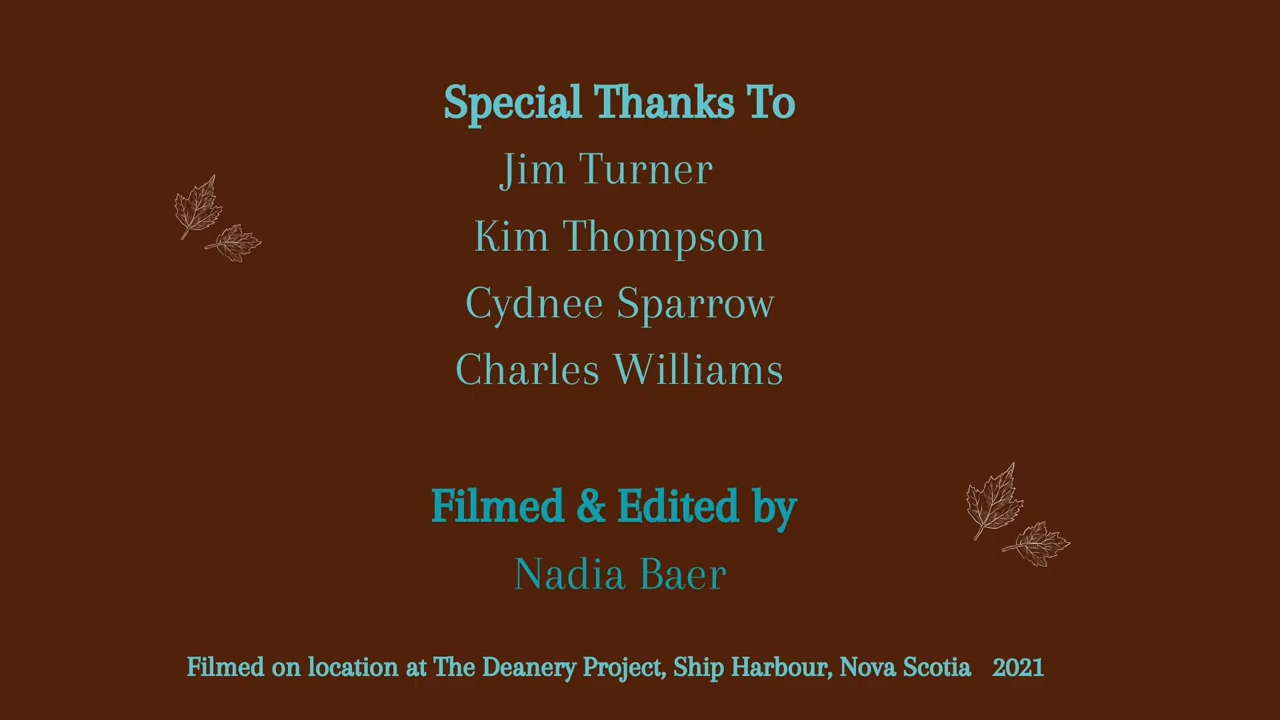 Special Thanks To
Jim Turner
Kim Thompson
Cydnee Sparrow
Charles Williams
Filmed & Edited by
Nadia Baer
Filmed on location at The Deanery Project, Ship Harbour, Nova Scotia 2021